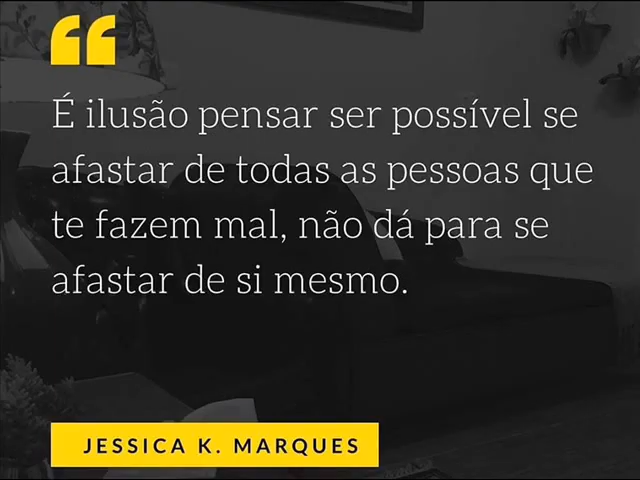 É ilusão pensar ser possível se
afastar de todas as pessoas que
te fazem mal, não dá para se
afastar de si mesmo.
JESSICA K. MARQUES